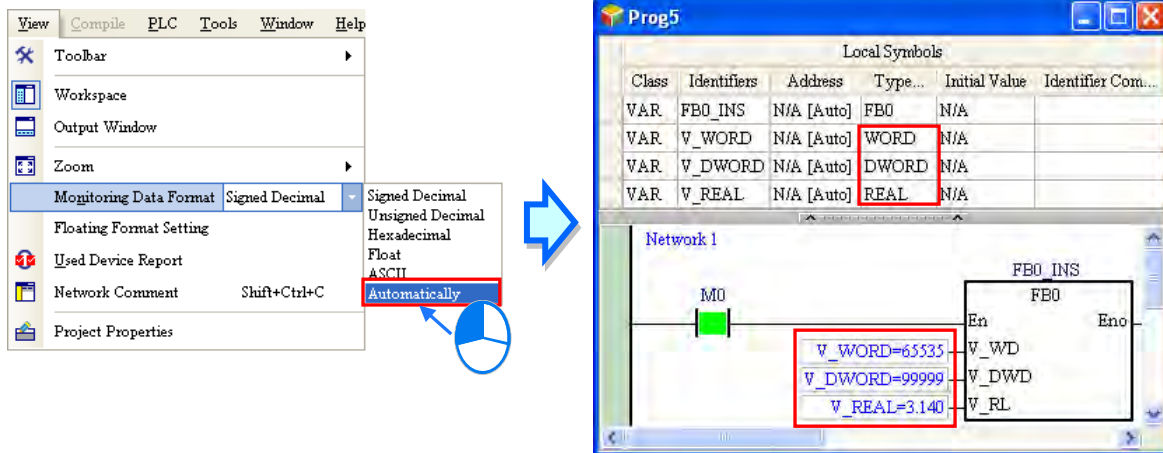 View Compile PLC Tools Window Help
Toolbar
Workspace
Output Window
Zoom
Monitoring Data Format Signed Decimal
Floating Format Setting
Used Device Report
Network Comment Shift+Ctrl+C
Project Properties
Signed Decimal
Unsigned Decimal
Hexadecimal
Float
ASCII
Automatically
Prog5
Local Symbols
Class Identifiers Address Type... Initial Value Identifier Com...
VAR FB0_INS N/A [Auto] FB0 N/A
VAR V_WORD N/A [Auto] WORD N/A
VAR V_DWORD N/A [Auto] DWORD N/A
VAR V_REAL N/A [Auto] REAL N/A
Network 1
FB0_INS
M0 FB0
En Eno
V_WORD=65535 V_WD
V_DWORD=99999 V_DWD
V_REAL=3.140 V_RL